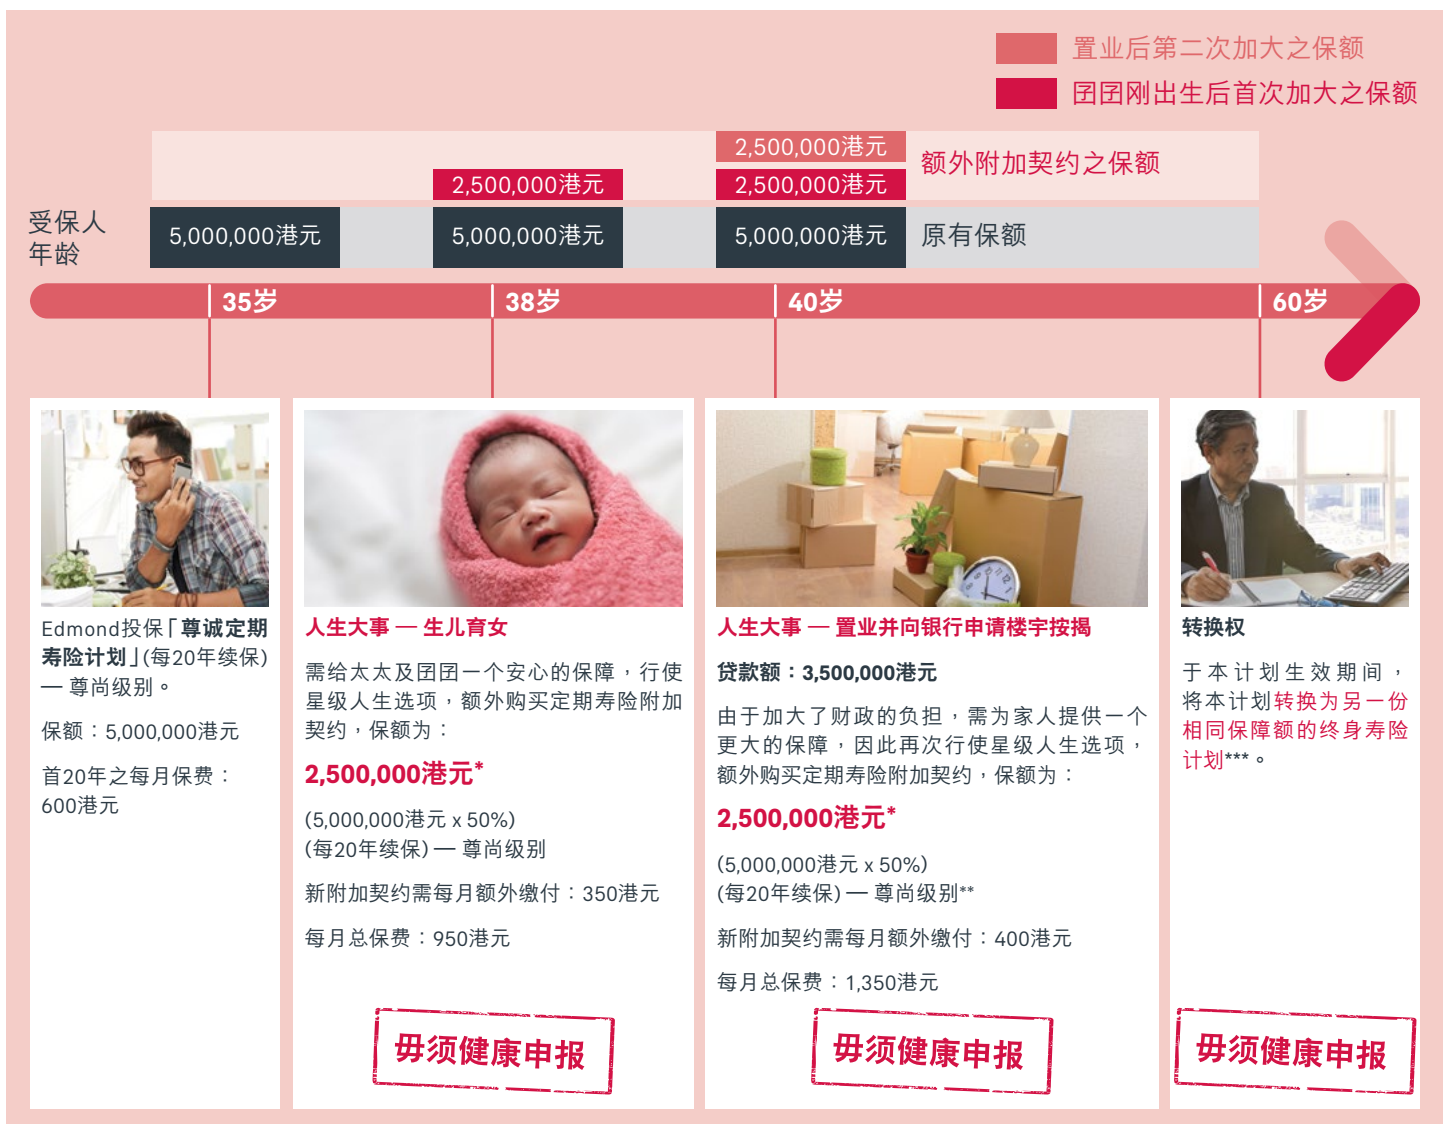 置业后第二次加大之保额
囝囝刚出生后首次加大之保额
2,500,000港元
额外附加契约之保额
2,500,000港元
2,500,000港元
受保人
年龄
5,000,000港元
5,000,000港元
5,000,000港元
原有保额
35岁
38岁
40岁
60岁
Edmond投保「尊诚定期
寿险计划」(每20年续保)
— 尊尚级别。
保额：5,000,000港元
首20年之每月保费：
600港元
人生大事 — 生儿育女
需给太太及囝囝一个安心的保障，行使
星级人生选项，额外购买定期寿险附加
契约，保额为：
2,500,000港元*
(5,000,000港元 x 50%)
(每20年续保) — 尊尚级别
新附加契约需每月额外缴付：350港元
每月总保费：950港元
毋须健康申报
人生大事 — 置业并向银行申请楼宇按揭
贷款额：3,500,000港元
由于加大了财政的负担，需为家人提供一个
更大的保障，因此再次行使星级人生选项，
额外购买定期寿险附加契约，保额为：
2,500,000港元*
(5,000,000港元 x 50%)
(每20年续保) — 尊尚级别**
新附加契约需每月额外缴付：400港元
每月总保费：1,350港元
毋须健康申报
转换权
于本计划生效期间，
将本计划转换为另一份
相同保障额的终身寿险
计划***。
毋须健康申报